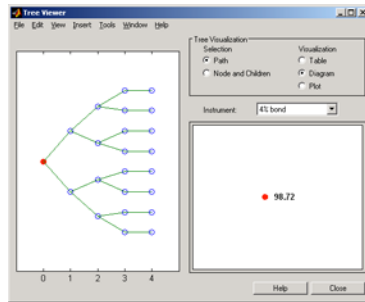 Tree Viewer
File Edit View Insert Tools Window Help
Tree Visualization
Selection
Visualization
Path
Table
Node and Children
Diagram
Plot
Instrument:
4% bond
98.72
0 1 2 3 4
Help
Close